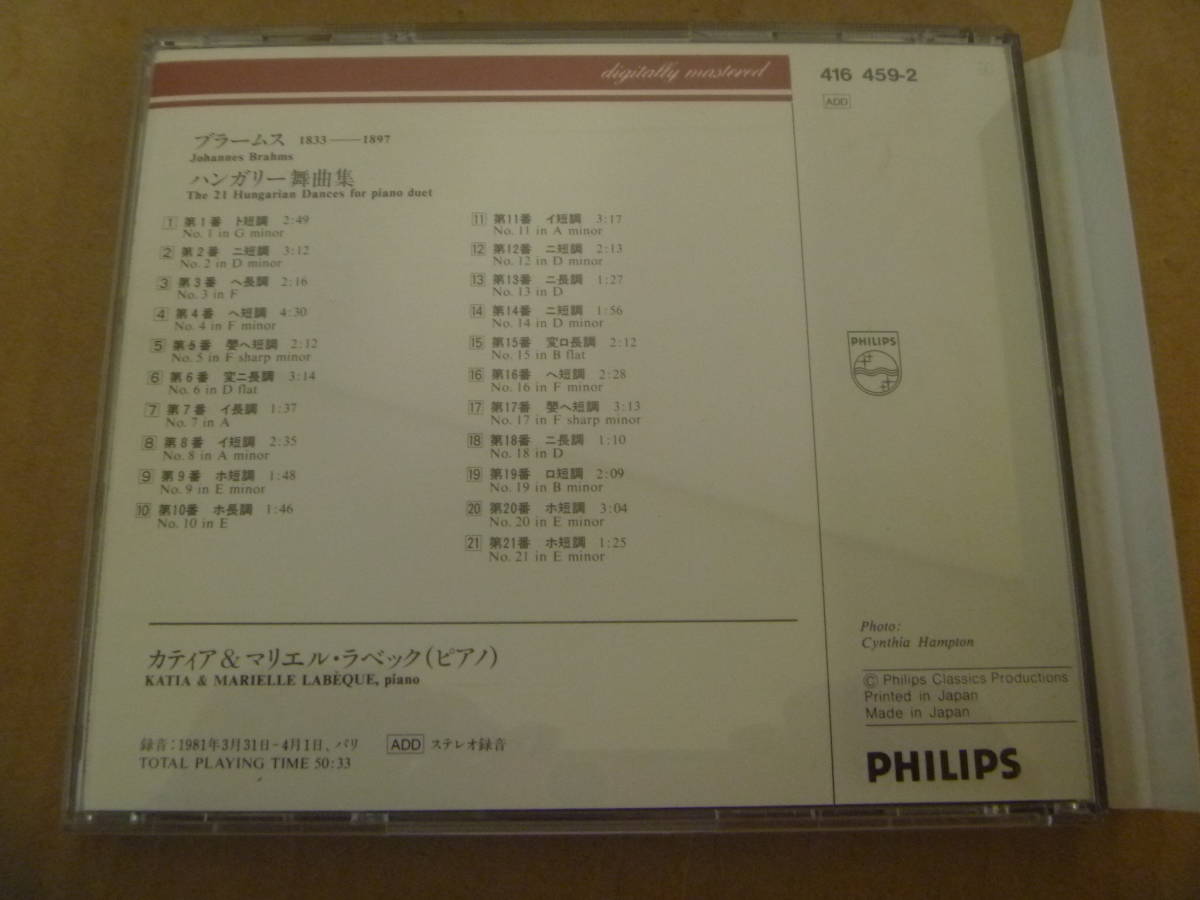 digitally mastered
416 459-2
ADD
ブラームス 1833——1897
Johannes Brahms
ハンガリー舞曲集
The 21 Hungarian Dances for piano duet
1 第1番 ト短調 2:49
No. 1 in G minor
2 第2番 ニ短調 3:12
No. 2 in D minor
3 第3番 ヘ長調 2:16
No. 3 in F
4 第4番 ヘ短調 4:30
No. 4 in F minor
5 第5番 嬰ヘ短調 2:12
No. 5 in F sharp minor
6 第6番 変ニ長調 3:14
No. 6 in D flat
7 第7番 イ長調 1:37
No. 7 in A
8 第8番 イ短調 2:35
No. 8 in A minor
9 第9番 ホ短調 1:48
No. 9 in E minor
10 第10番 ホ長調 1:46
No. 10 in E
11 第11番 イ短調 3:17
No. 11 in A minor
12 第12番 ニ短調 2:13
No. 12 in D minor
13 第13番 ニ長調 1:27
No. 13 in D
14 第14番 ニ短調 1:56
No. 14 in D minor
15 第15番 変ロ長調 2:12
No. 15 in B flat
16 第16番 ヘ短調 2:28
No. 16 in F minor
17 第17番 嬰ヘ短調 3:13
No. 17 in F sharp minor
18 第18番 ニ長調 1:10
No. 18 in D
19 第19番 ロ短調 2:09
No. 19 in B minor
20 第20番 ホ短調 3:04
No. 20 in E minor
21 第21番 ホ短調 1:25
No. 21 in E minor
カティア&マリエル・ラベック(ピアノ)
KATIA & MARIELLE LABÈQUE, piano
録音:1981年3月31日-4月1日、パリ ADD ステレオ録音
TOTAL PLAYING TIME 50:33
PHILIPS
Photo:
Cynthia Hampton
© Philips Classics Productions
Printed in Japan
Made in Japan
PHILIPS